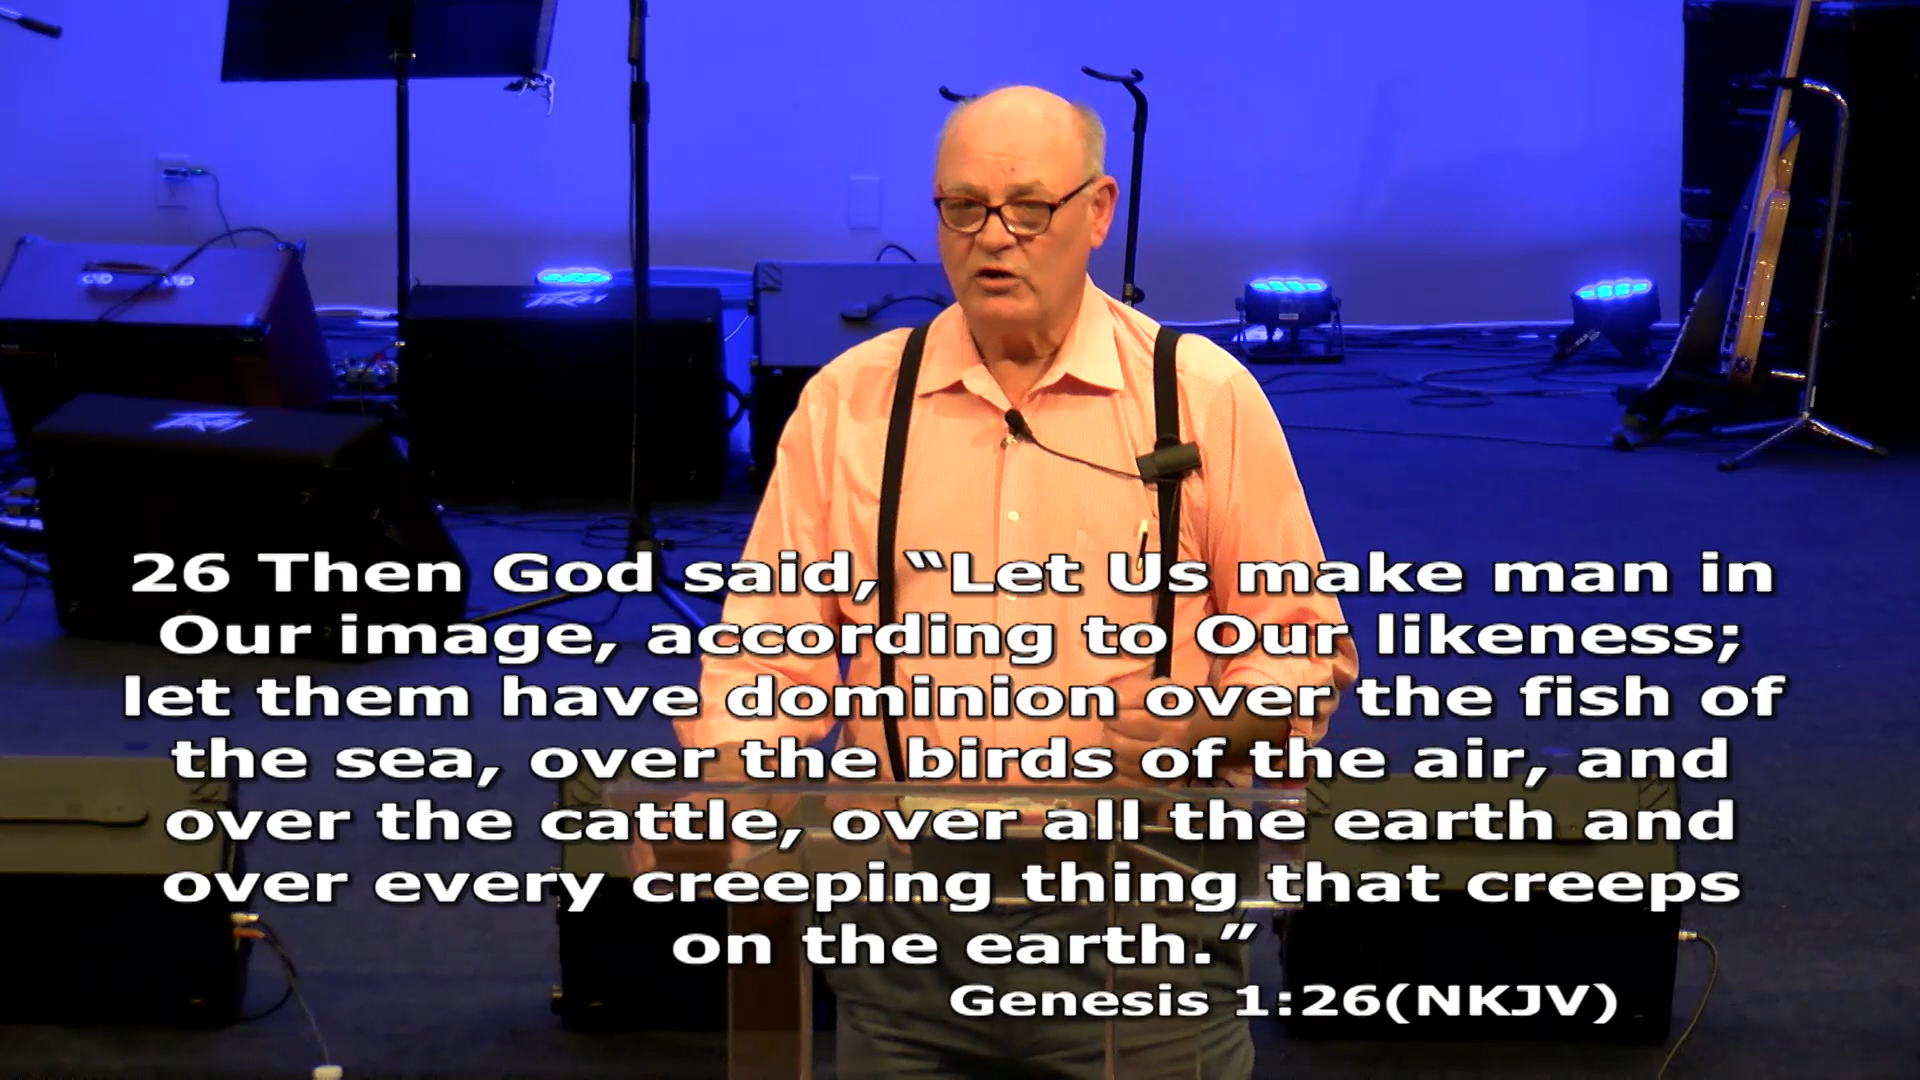 26 Then God said, “Let Us make man in
Our image, according to Our likeness;
let them have dominion over the fish of
the sea, over the birds of the air, and
over the cattle, over all the earth and
over every creeping thing that creeps
on the earth.”
Genesis 1:26(NKJV)